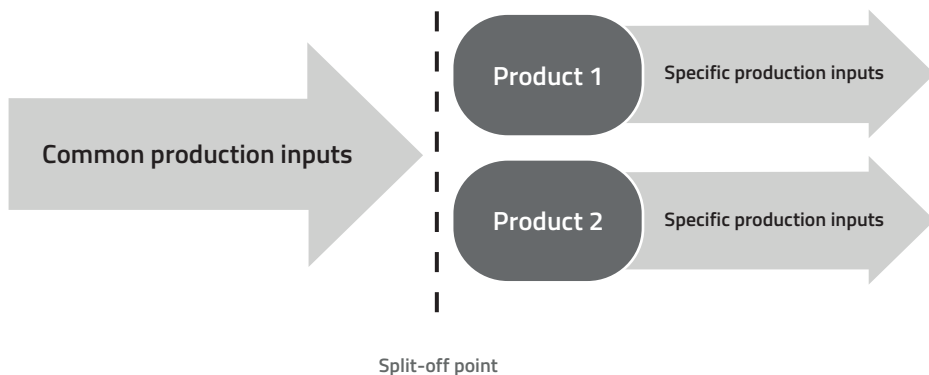 Product 1
Specific production inputs
Common production inputs
Product 2
Specific production inputs
Split-off point